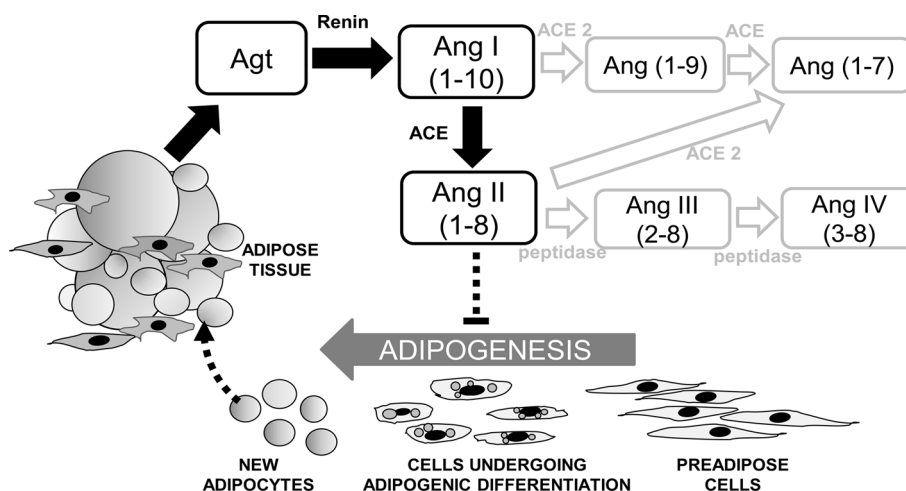 Renin
Agt
Ang I
(1-10)
ACE 2
Ang (1-9)
ACE
Ang (1-7)
ACE
ACE 2
Ang II
(1-8)
peptidase
Ang III
(2-8)
peptidase
Ang IV
(3-8)
ADIPOSE
TISSUE
ADIPOGENESIS
NEW
ADIPOCYTES
CELLS UNDERGOING
ADIPOGENIC DIFFERENTIATION
PREADIPOSE
CELLS